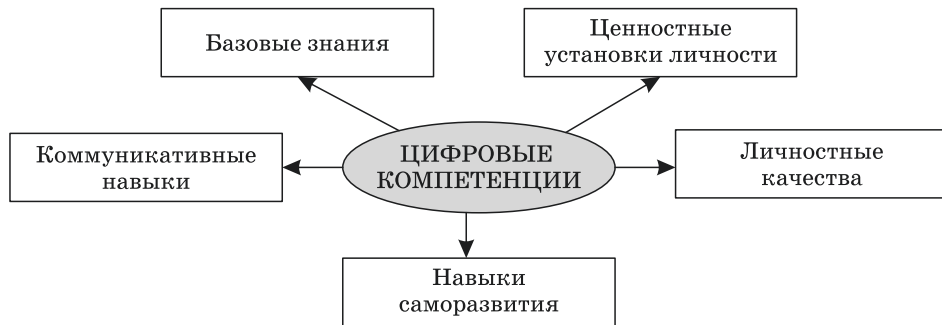 Базовые знания
Ценностные
установки личности
Коммуникативные
навыки
ЦИФРОВЫЕ
КОМПЕТЕНЦИИ
Личностные
качества
Навыки
саморазвития